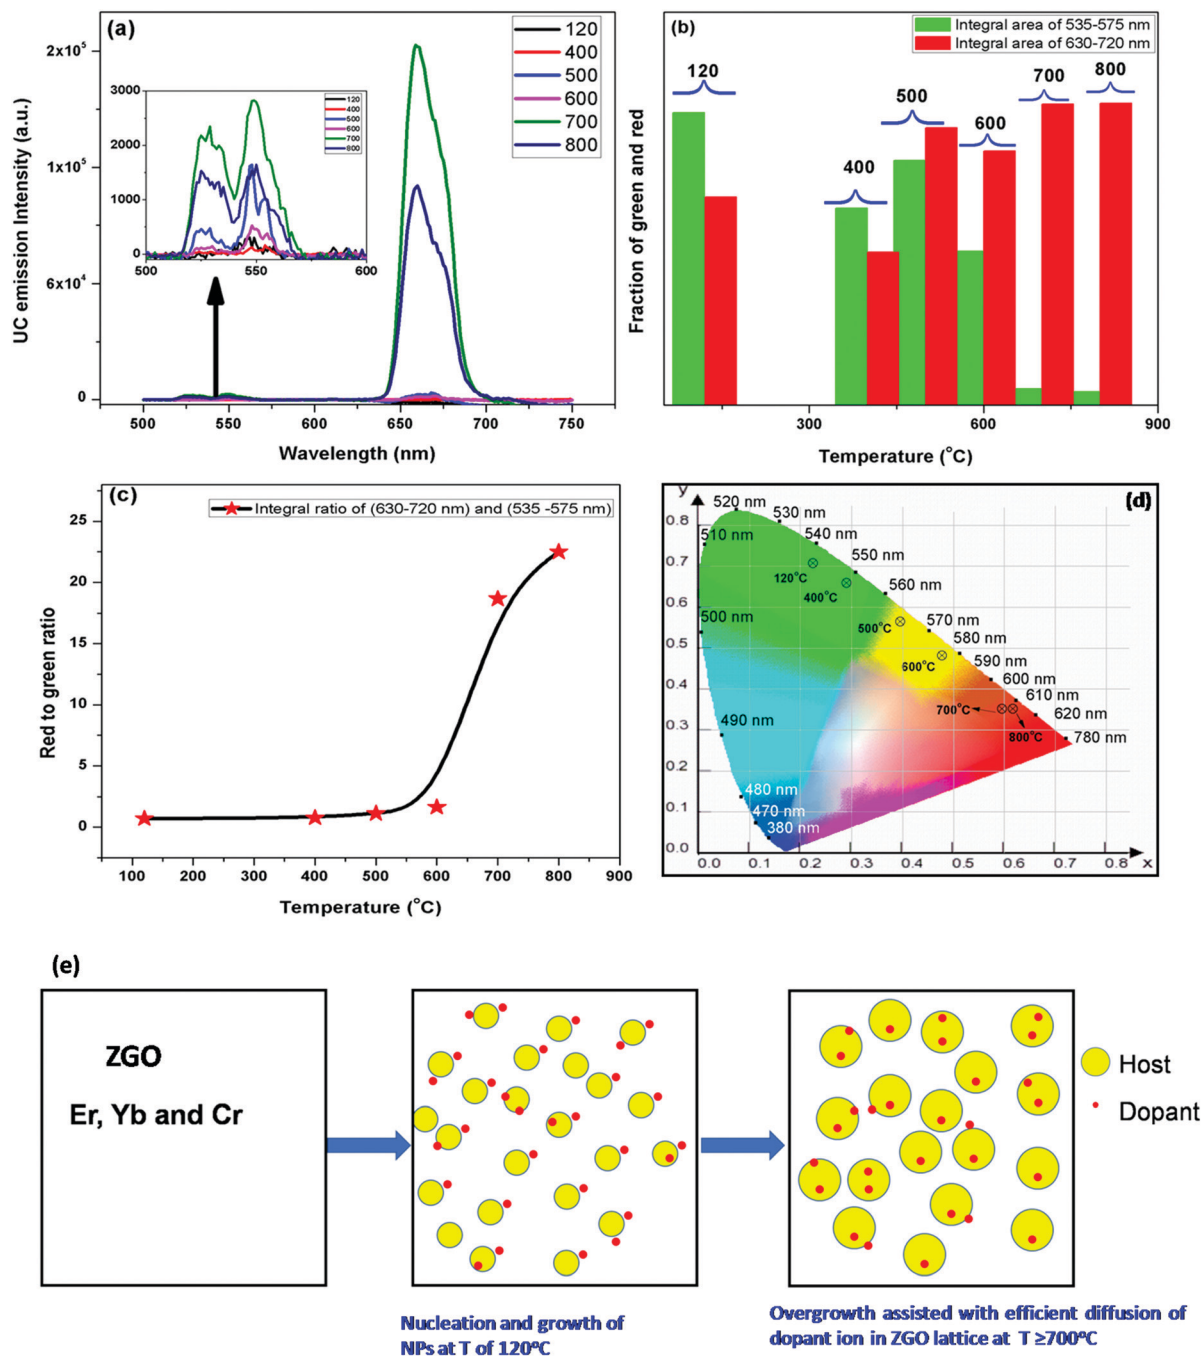 (a)
UC emission Intensity (a.u.)
2x10⁵
1x10⁵
6x10⁴
0
500 550 600 650 700 750
Wavelength (nm)
120
400
500
600
700
800
3000
2000
1000
0
500 550 600
120
400
500
600
700
800
(b)
Integral area of 535-575 nm
Integral area of 630-720 nm
Fraction of green and red
120
400
500
600
700
800
300 600 900
Temperature (°C)
(c)
Integral ratio of (630-720 nm) and (535 -575 nm)
Red to green ratio
25
20
15
10
5
0
100 200 300 400 500 600 700 800 900
Temperature (°C)
(d)
y
0.8
0.7
0.6
0.5
0.4
0.3
0.2
0.1
0.0
0.0 0.1 0.2 0.3 0.4 0.5 0.6 0.7 0.8
x
520 nm
530 nm
510 nm
540 nm
550 nm
560 nm
500 nm
570 nm
580 nm
590 nm
600 nm
610 nm
620 nm
490 nm
780 nm
480 nm
470 nm
380 nm
120°C
400°C
500°C
600°C
700°C
800°C
(e)
ZGO
Er, Yb and Cr
Host
Dopant
Nucleation and growth of
NPs at T of 120ºC
Overgrowth assisted with efficient diffusion of
dopant ion in ZGO lattice at T ≥700ºC